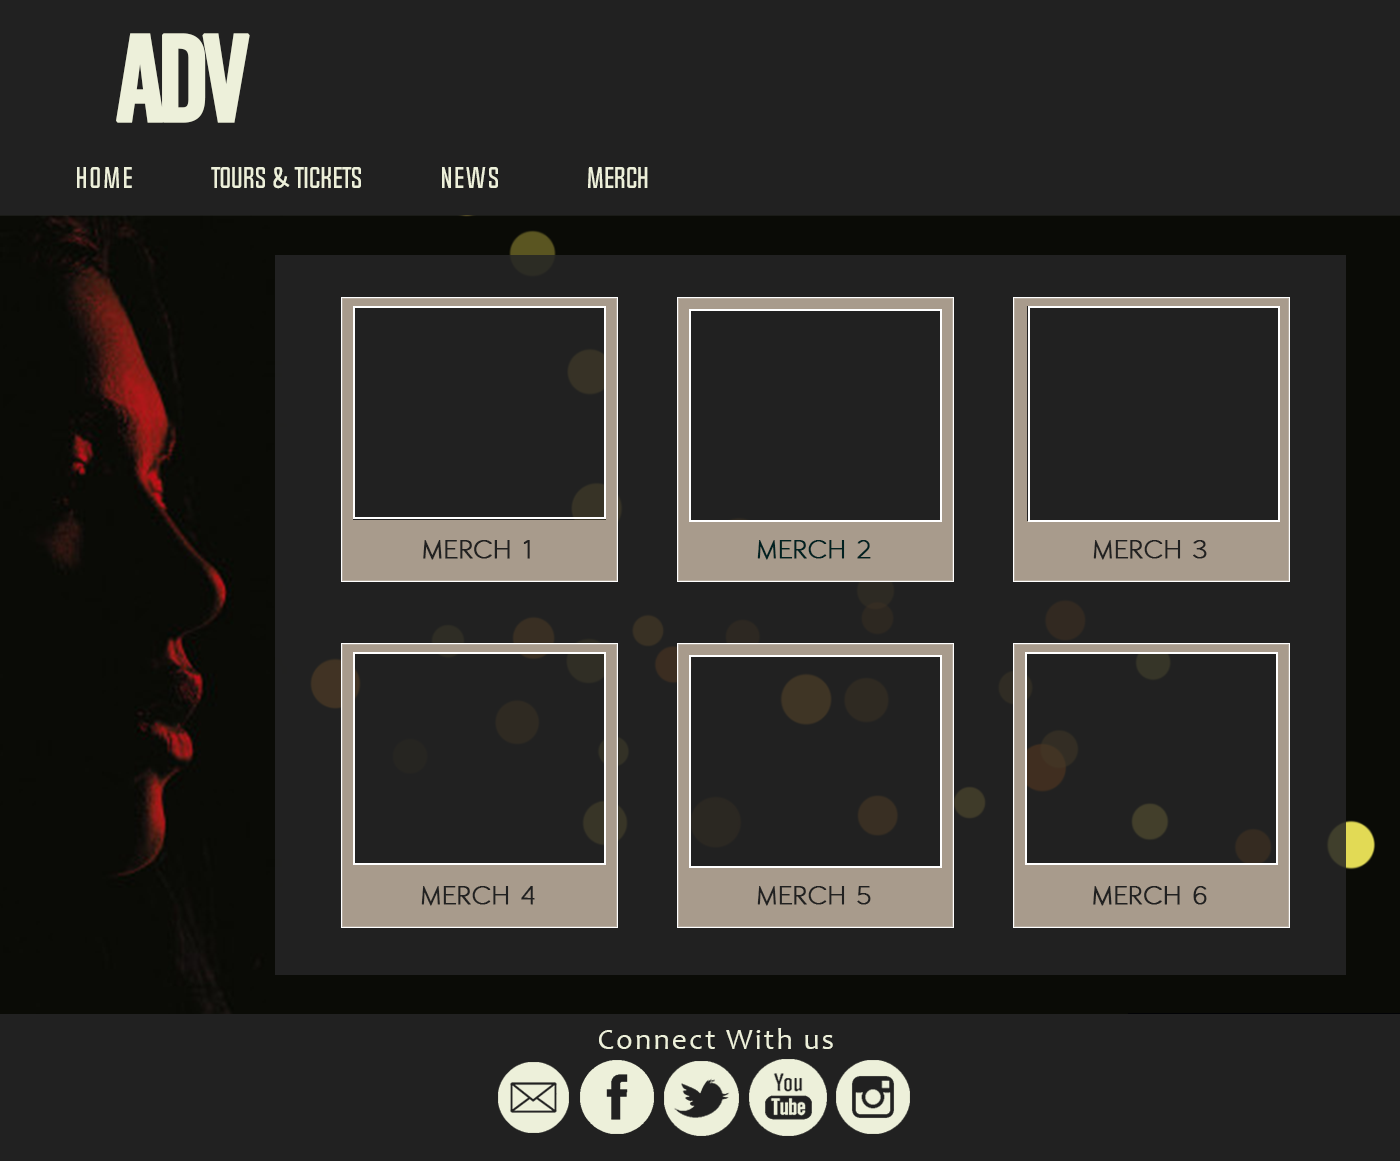 ADV
HOME TOURS & TICKETS NEWS MERCH
MERCH 1 MERCH 2 MERCH 3
MERCH 4 MERCH 5 MERCH 6
Connect With us
f You
Tube